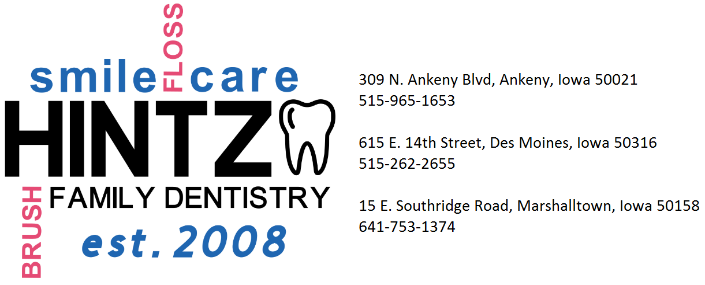 FLOSS
smile care
HINTZ
BRUSH
FAMILY DENTISTRY
est. 2008
309 N. Ankeny Blvd, Ankeny, Iowa 50021
515-965-1653
615 E. 14th Street, Des Moines, Iowa 50316
515-262-2655
15 E. Southridge Road, Marshalltown, Iowa 50158
641-753-1374